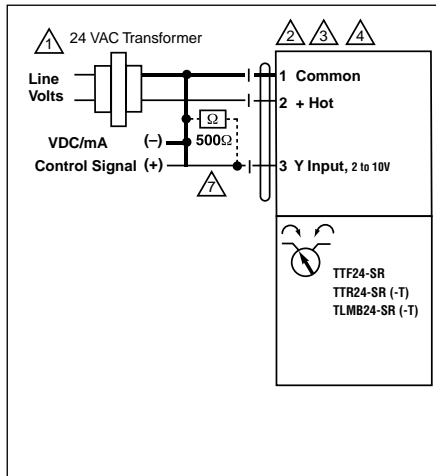 1 24 VAC Transformer
2 3 4
Line
Volts
1 Common
2 + Hot
Ω
VDC/mA (–) 500Ω
Control Signal (+)
3 Y Input, 2 to 10V
7
TTF24-SR
TTR24-SR (-T)
TLMB24-SR (-T)